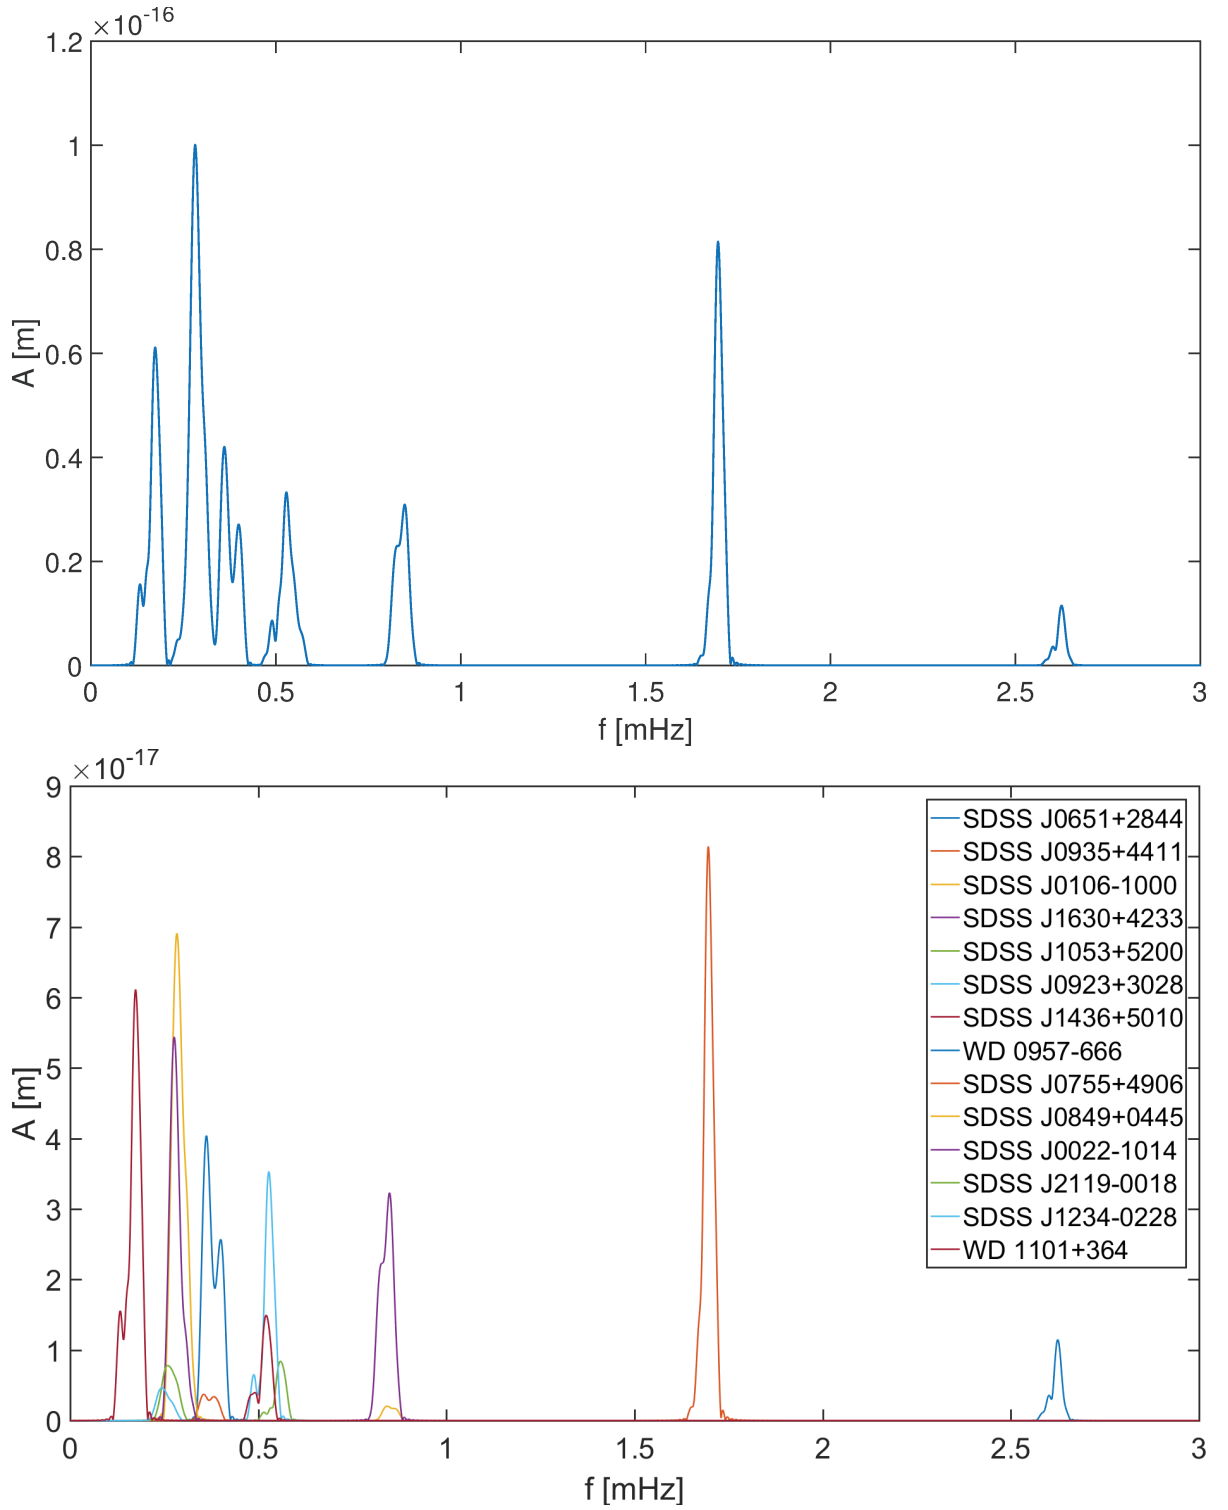 ×10-16
1.2
1
0.8
0.6
0.4
0.2
0
A [m]
0 0.5 1 1.5 2 2.5 3
f [mHz]
×10-17
9
8
7
6
5
4
3
2
1
0
A [m]
SDSS J0651+2844
SDSS J0935+4411
SDSS J0106-1000
SDSS J1630+4233
SDSS J1053+5200
SDSS J0923+3028
SDSS J1436+5010
WD 0957-666
SDSS J0755+4906
SDSS J0849+0445
SDSS J0022-1014
SDSS J2119-0018
SDSS J1234-0228
WD 1101+364
0 0.5 1 1.5 2 2.5 3
f [mHz]